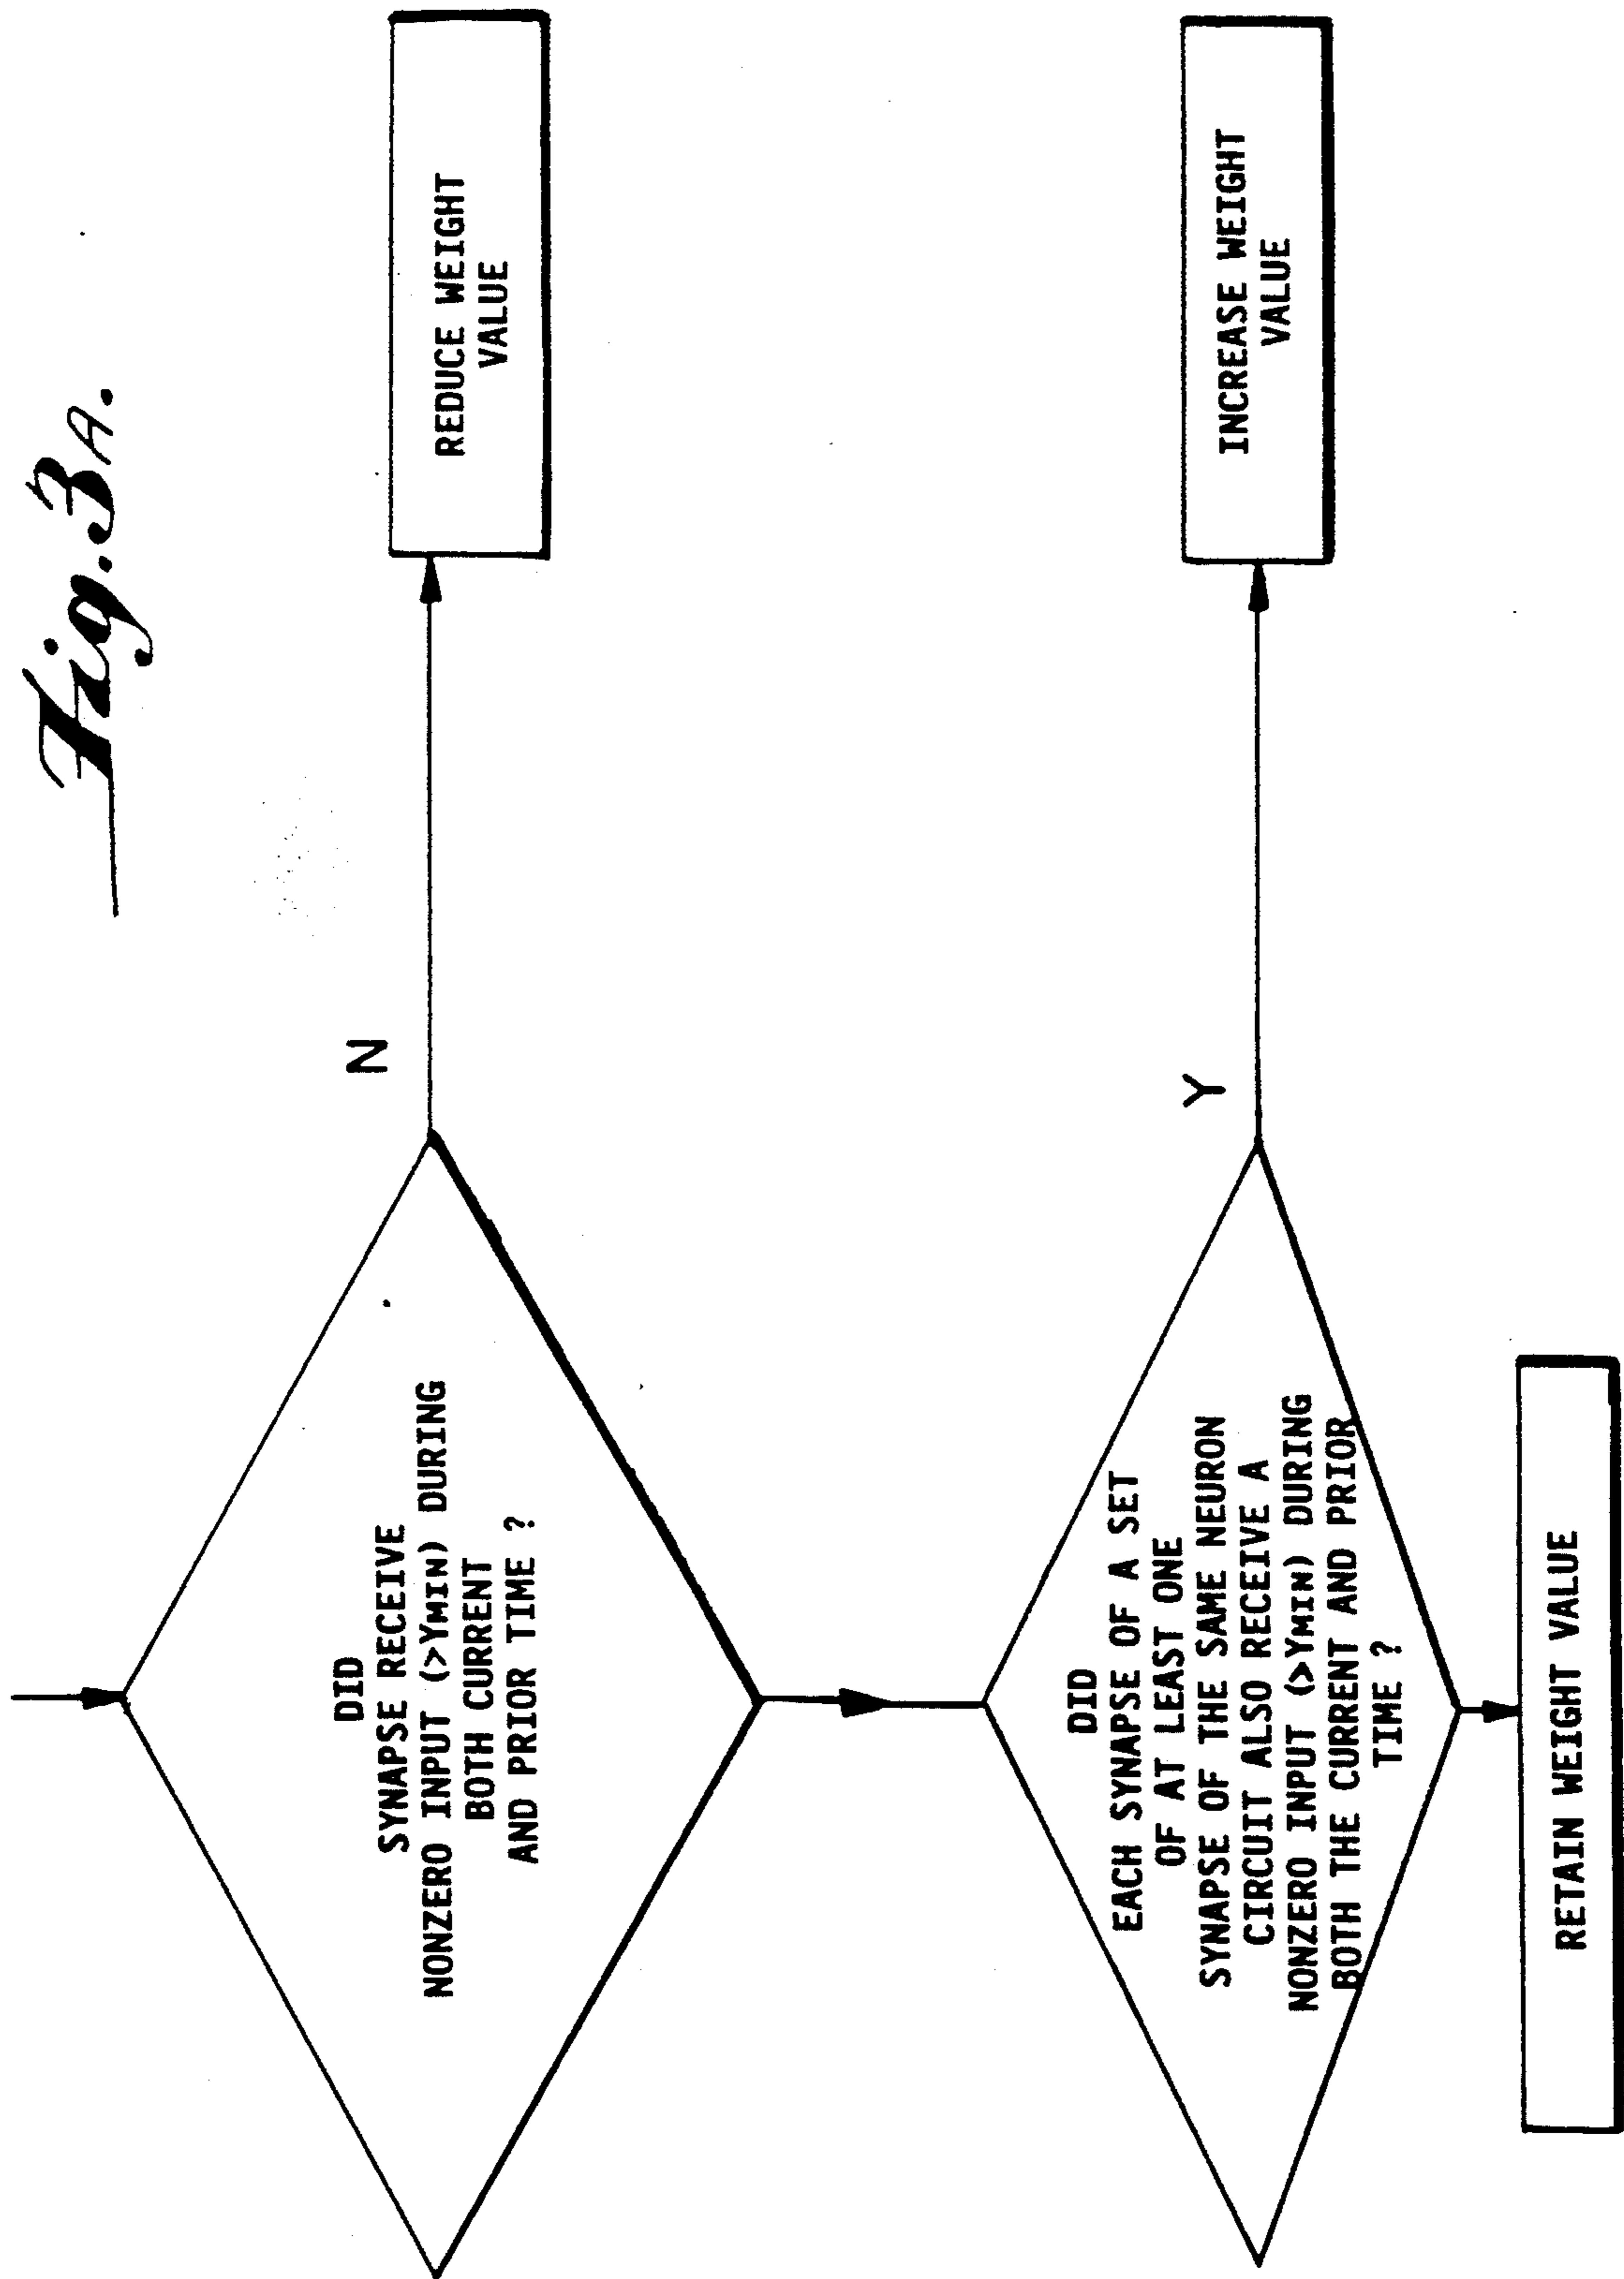 Fig. 3A.
DID
SYNAPSE RECEIVE
NONZERO INPUT (>YMIN) DURING
BOTH CURRENT
AND PRIOR TIME ?
N
REDUCE WEIGHT
VALUE
DID
EACH SYNAPSE OF A SET
OF AT LEAST ONE
SYNAPSE OF THE SAME NEURON
CIRCUIT ALSO RECEIVE A
NONZERO INPUT (>YMIN) DURING
BOTH THE CURRENT AND PRIOR
TIME ?
Y
INCREASE WEIGHT
VALUE
RETAIN WEIGHT VALUE